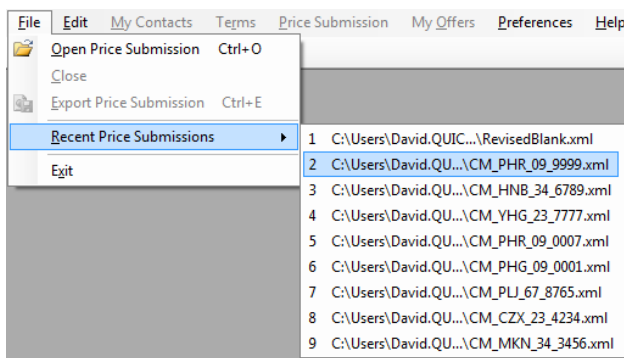 File Edit My Contacts Terms Price Submission My Offers Preferences Help
Open Price Submission Ctrl+O
Close
Export Price Submission Ctrl+E
Recent Price Submissions
Exit
1 C:\Users\David.QUIC...\RevisedBlank.xml
2 C:\Users\David.QU...\CM_PHR_09_9999.xml
3 C:\Users\David.QU...\CM_HNB_34_6789.xml
4 C:\Users\David.QU...\CM_YHG_23_7777.xml
5 C:\Users\David.QU...\CM_PHR_09_0007.xml
6 C:\Users\David.QU...\CM_PHG_09_0001.xml
7 C:\Users\David.QU...\CM_PLJ_67_8765.xml
8 C:\Users\David.QU...\CM_CZX_23_4234.xml
9 C:\Users\David.QU...\CM_MKN_34_3456.xml